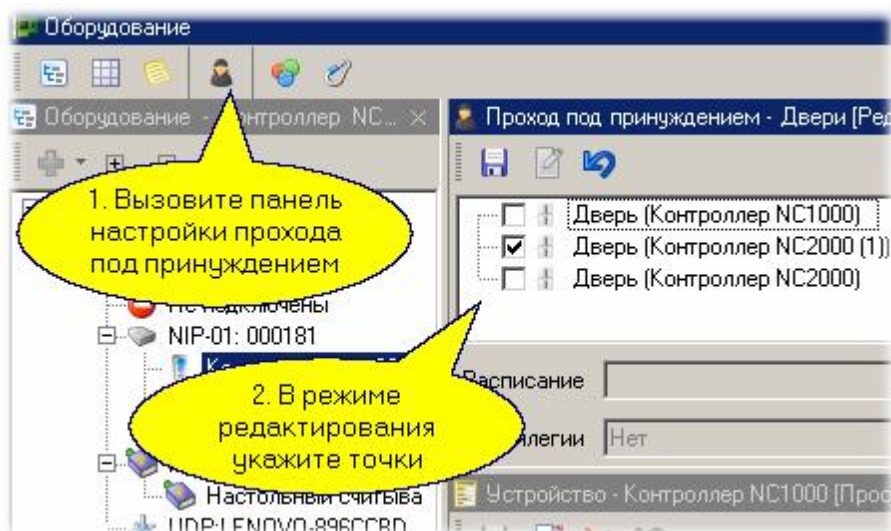 Оборудование
Оборудование - Контроллер NC...
Проход под принуждением - Двери [Ред
1. Вызовите панель
настройки прохода
под принуждением
Дверь (Контроллер NC1000)
Дверь (Контроллер NC2000 (1))
Дверь (Контроллер NC2000)
Не подключены
NIP-01: 000181
2. В режиме
редактирования
укажите точки
Расписание
Нет
Настольный считыва
Устройство - Контроллер NC1000 [Прос
UDP:LENOVO-896CCBD